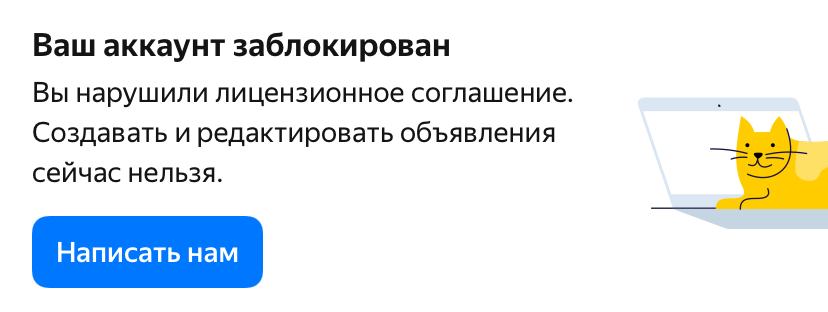 Ваш аккаунт заблокирован
Вы нарушили лицензионное соглашение.
Создавать и редактировать объявления
сейчас нельзя.
Написать нам